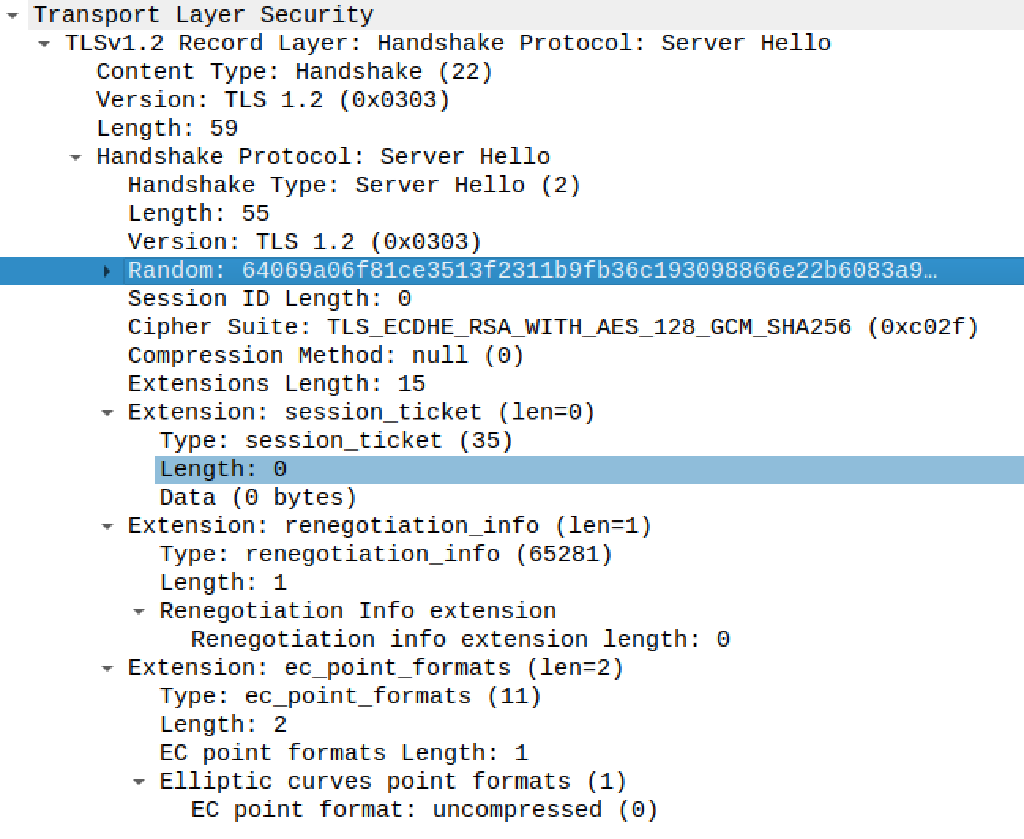 Transport Layer Security
TLSv1.2 Record Layer: Handshake Protocol: Server Hello
Content Type: Handshake (22)
Version: TLS 1.2 (0x0303)
Length: 59
Handshake Protocol: Server Hello
Handshake Type: Server Hello (2)
Length: 55
Version: TLS 1.2 (0x0303)
Random: 64069a06f81ce3513f2311b9fb36c193098866e22b6083a9…
Session ID Length: 0
Cipher Suite: TLS_ECDHE_RSA_WITH_AES_128_GCM_SHA256 (0xc02f)
Compression Method: null (0)
Extensions Length: 15
Extension: session_ticket (len=0)
Type: session_ticket (35)
Length: 0
Data (0 bytes)
Extension: renegotiation_info (len=1)
Type: renegotiation_info (65281)
Length: 1
Renegotiation Info extension
Renegotiation info extension length: 0
Extension: ec_point_formats (len=2)
Type: ec_point_formats (11)
Length: 2
EC point formats Length: 1
Elliptic curves point formats (1)
EC point format: uncompressed (0)